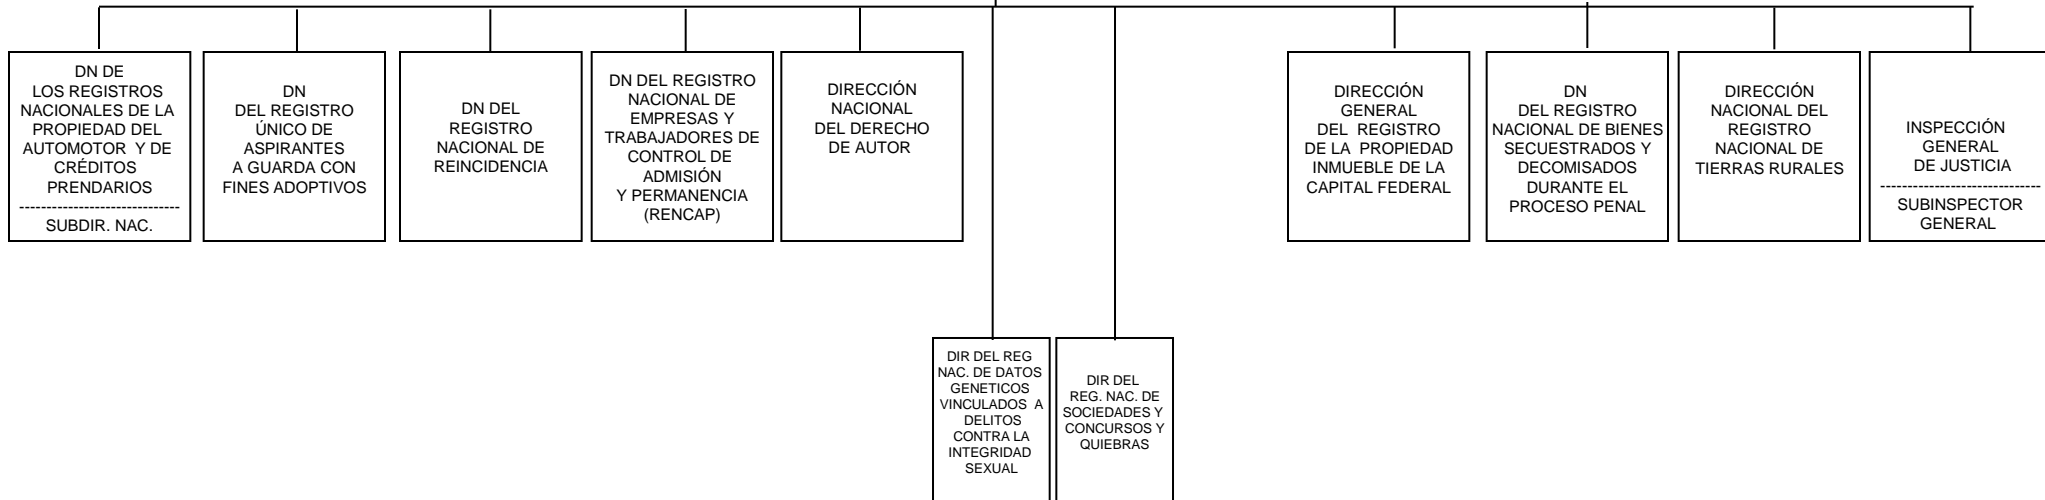 DN DE
LOS REGISTROS
NACIONALES DE LA
PROPIEDAD DEL
AUTOMOTOR Y DE
CRÉDITOS
PRENDARIOS
------------------------------
SUBDIR. NAC.
DN
DEL REGISTRO
ÚNICO DE
ASPIRANTES
A GUARDA CON
FINES ADOPTIVOS
DN DEL
REGISTRO
NACIONAL DE
REINCIDENCIA
DN DEL REGISTRO
NACIONAL DE
EMPRESAS Y
TRABAJADORES DE
CONTROL DE
ADMISIÓN
Y PERMANENCIA
(RENCAP)
DIRECCIÓN
NACIONAL
DEL DERECHO
DE AUTOR
DIRECCIÓN
GENERAL
DEL REGISTRO
DE LA PROPIEDAD
INMUEBLE DE LA
CAPITAL FEDERAL
DN
DEL REGISTRO
NACIONAL DE BIENES
SECUESTRADOS Y
DECOMISADOS
DURANTE EL
PROCESO PENAL
DIRECCIÓN
NACIONAL DEL
REGISTRO
NACIONAL DE
TIERRAS RURALES
INSPECCIÓN
GENERAL
DE JUSTICIA
------------------------------
SUBINSPECTOR
GENERAL
DIR DEL REG
NAC. DE DATOS
GENETICOS
VINCULADOS A
DELITOS
CONTRA LA
INTEGRIDAD
SEXUAL
DIR DEL
REG. NAC. DE
SOCIEDADES Y
CONCURSOS Y
QUIEBRAS